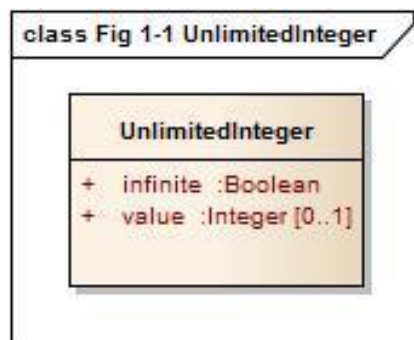 class Fig 1-1 UnlimitedInteger
UnlimitedInteger
+ infinite :Boolean
+ value :Integer [0..1]